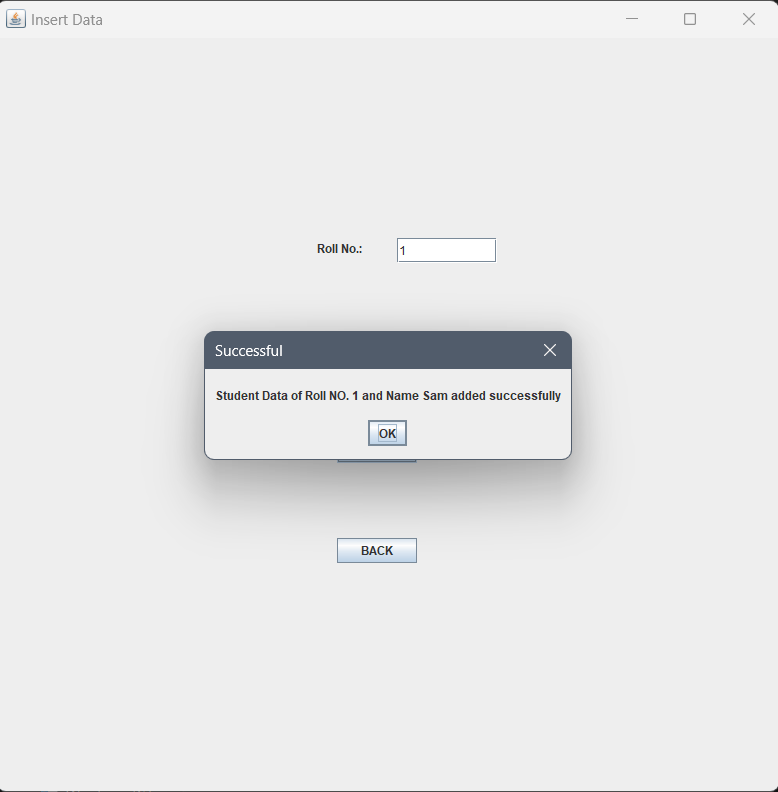 Insert Data
Roll No.:
1
Successful
Student Data of Roll NO. 1 and Name Sam added successfully
OK
BACK